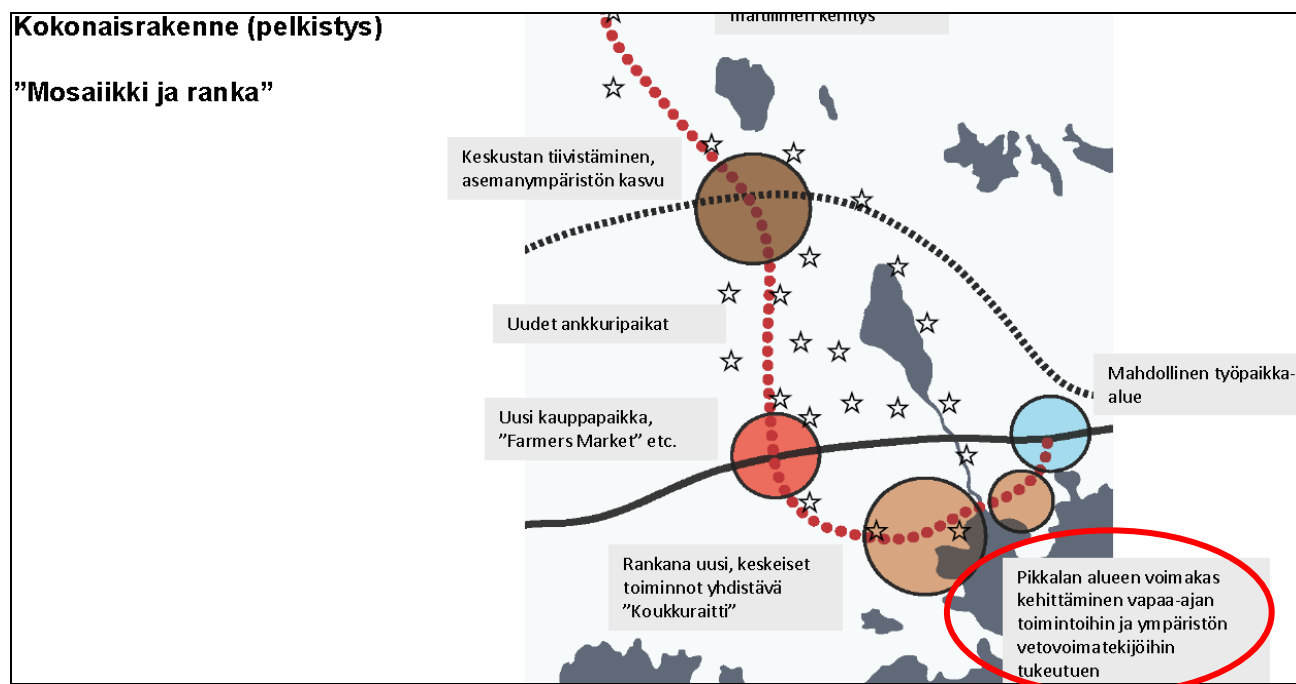 Kokonaisrakenne (pelkistys)
”Mosaiikki ja ranka”
Keskustan tiivistäminen,
asemanympäristön kasvu
Uudet ankkuripaikat
Mahdollinen työpaikka-
alue
Uusi kauppapaikka,
”Farmers Market” etc.
Rankana uusi, keskeiset
toiminnot yhdistävä
”Koukkuraitti”
Pikkalan alueen voimakas
kehittäminen vapaa-ajan
toimintoihin ja ympäristön
vetovoimatekijöihin
tukeutuen